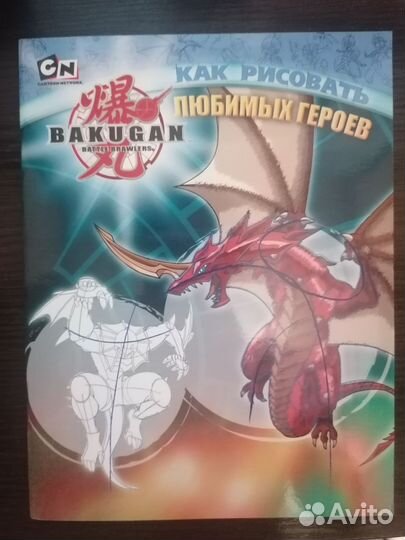 CN
CARTOON NETWORK
КАК РИСОВАТЬ
ЛЮБИМЫХ ГЕРОЕВ
爆
BAKUGAN
BATTLE BRAWLERS
丸
Avito